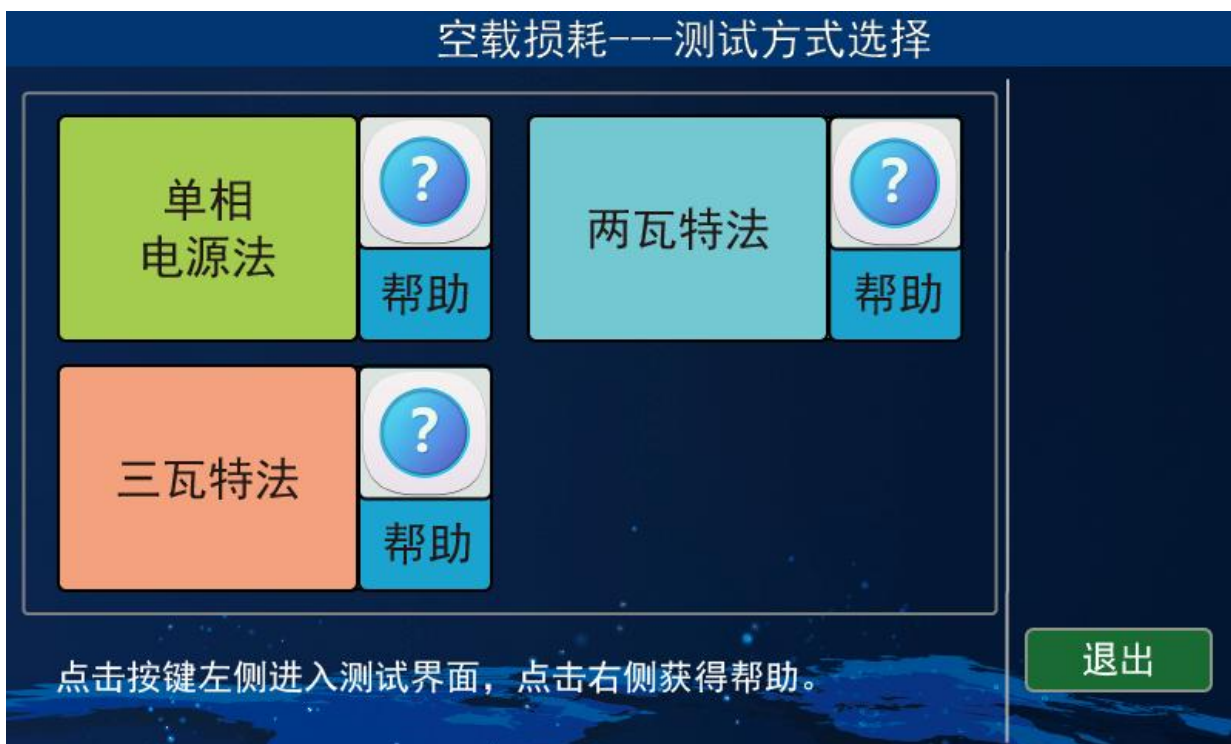 空载损耗---测试方式选择
单相
电源法
?
帮助
两瓦特法
?
帮助
三瓦特法
?
帮助
点击按键左侧进入测试界面，点击右侧获得帮助。
退出